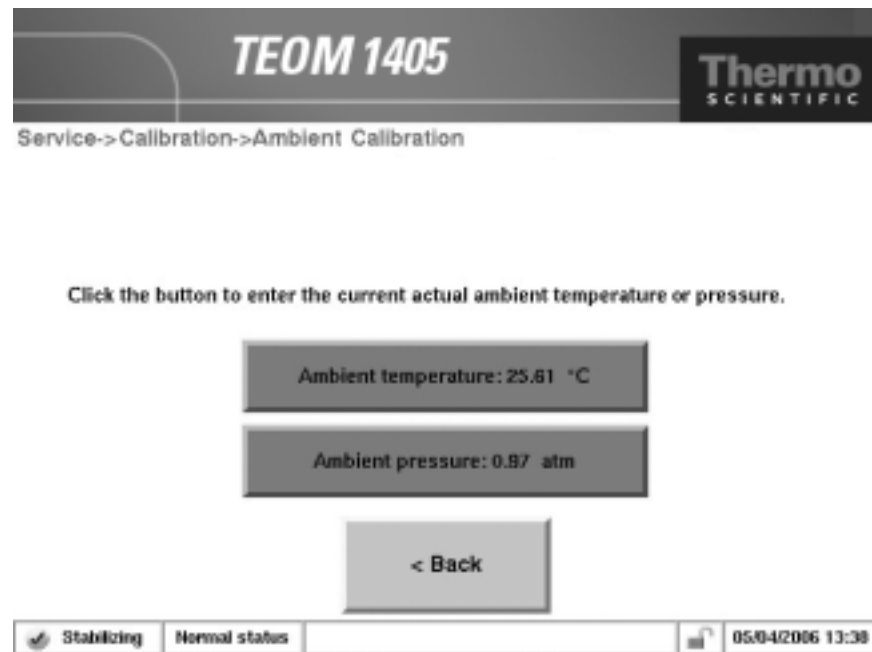 TEOM 1405
Thermo
SCIENTIFIC
Service->Calibration->Ambient Calibration
Click the button to enter the current actual ambient temperature or pressure.
Ambient temperature: 25.61 °C
Ambient pressure: 0.97 atm
< Back
Stabilizing
Normal status
05/04/2006 13:38